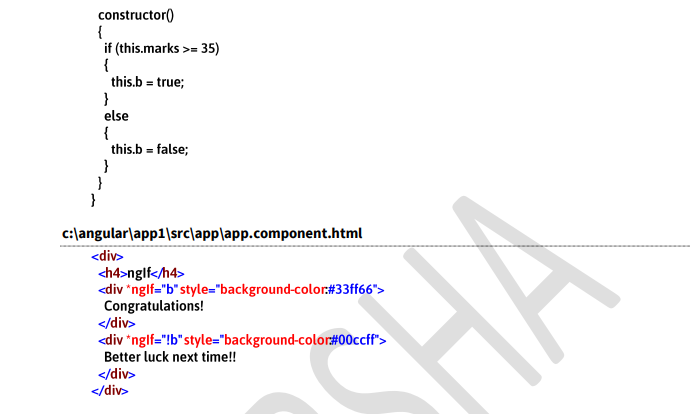 constructor()
{
if (this.marks >= 35)
{
this.b = true;
}
else
{
this.b = false;
}
}
}
c:\angular\app1\src\app\app.component.html
<div>
<h4>ngIf</h4>
<div *ngIf="b" style="background-color:#33ff66">
Congratulations!
</div>
<div *ngIf="!b" style="background-color:#00ccff">
Better luck next time!!
</div>
</div>